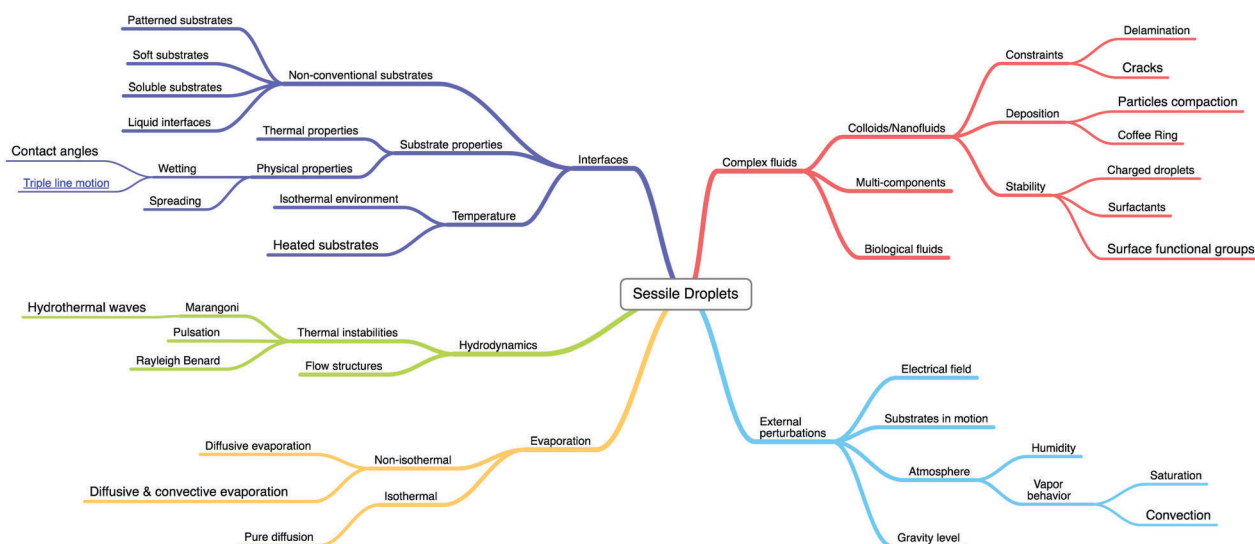 Patterned substrates
Soft substrates
Soluble substrates
Liquid interfaces
Non-conventional substrates
Thermal properties
Substrate properties
Contact angles
Triple line motion
Wetting
Spreading
Physical properties
Isothermal environment
Heated substrates
Temperature
Interfaces
Complex fluids
Colloids/Nanofluids
Constraints
Delamination
Cracks
Deposition
Particles compaction
Coffee Ring
Stability
Charged droplets
Surfactants
Surface functional groups
Multi-components
Biological fluids
Sessile Droplets
Hydrothermal waves
Marangoni
Pulsation
Rayleigh Benard
Thermal instabilities
Flow structures
Hydrodynamics
Evaporation
Diffusive evaporation
Non-isothermal
Diffusive & convective evaporation
Isothermal
Pure diffusion
External
perturbations
Electrical field
Substrates in motion
Atmosphere
Humidity
Vapor
behavior
Saturation
Convection
Gravity level